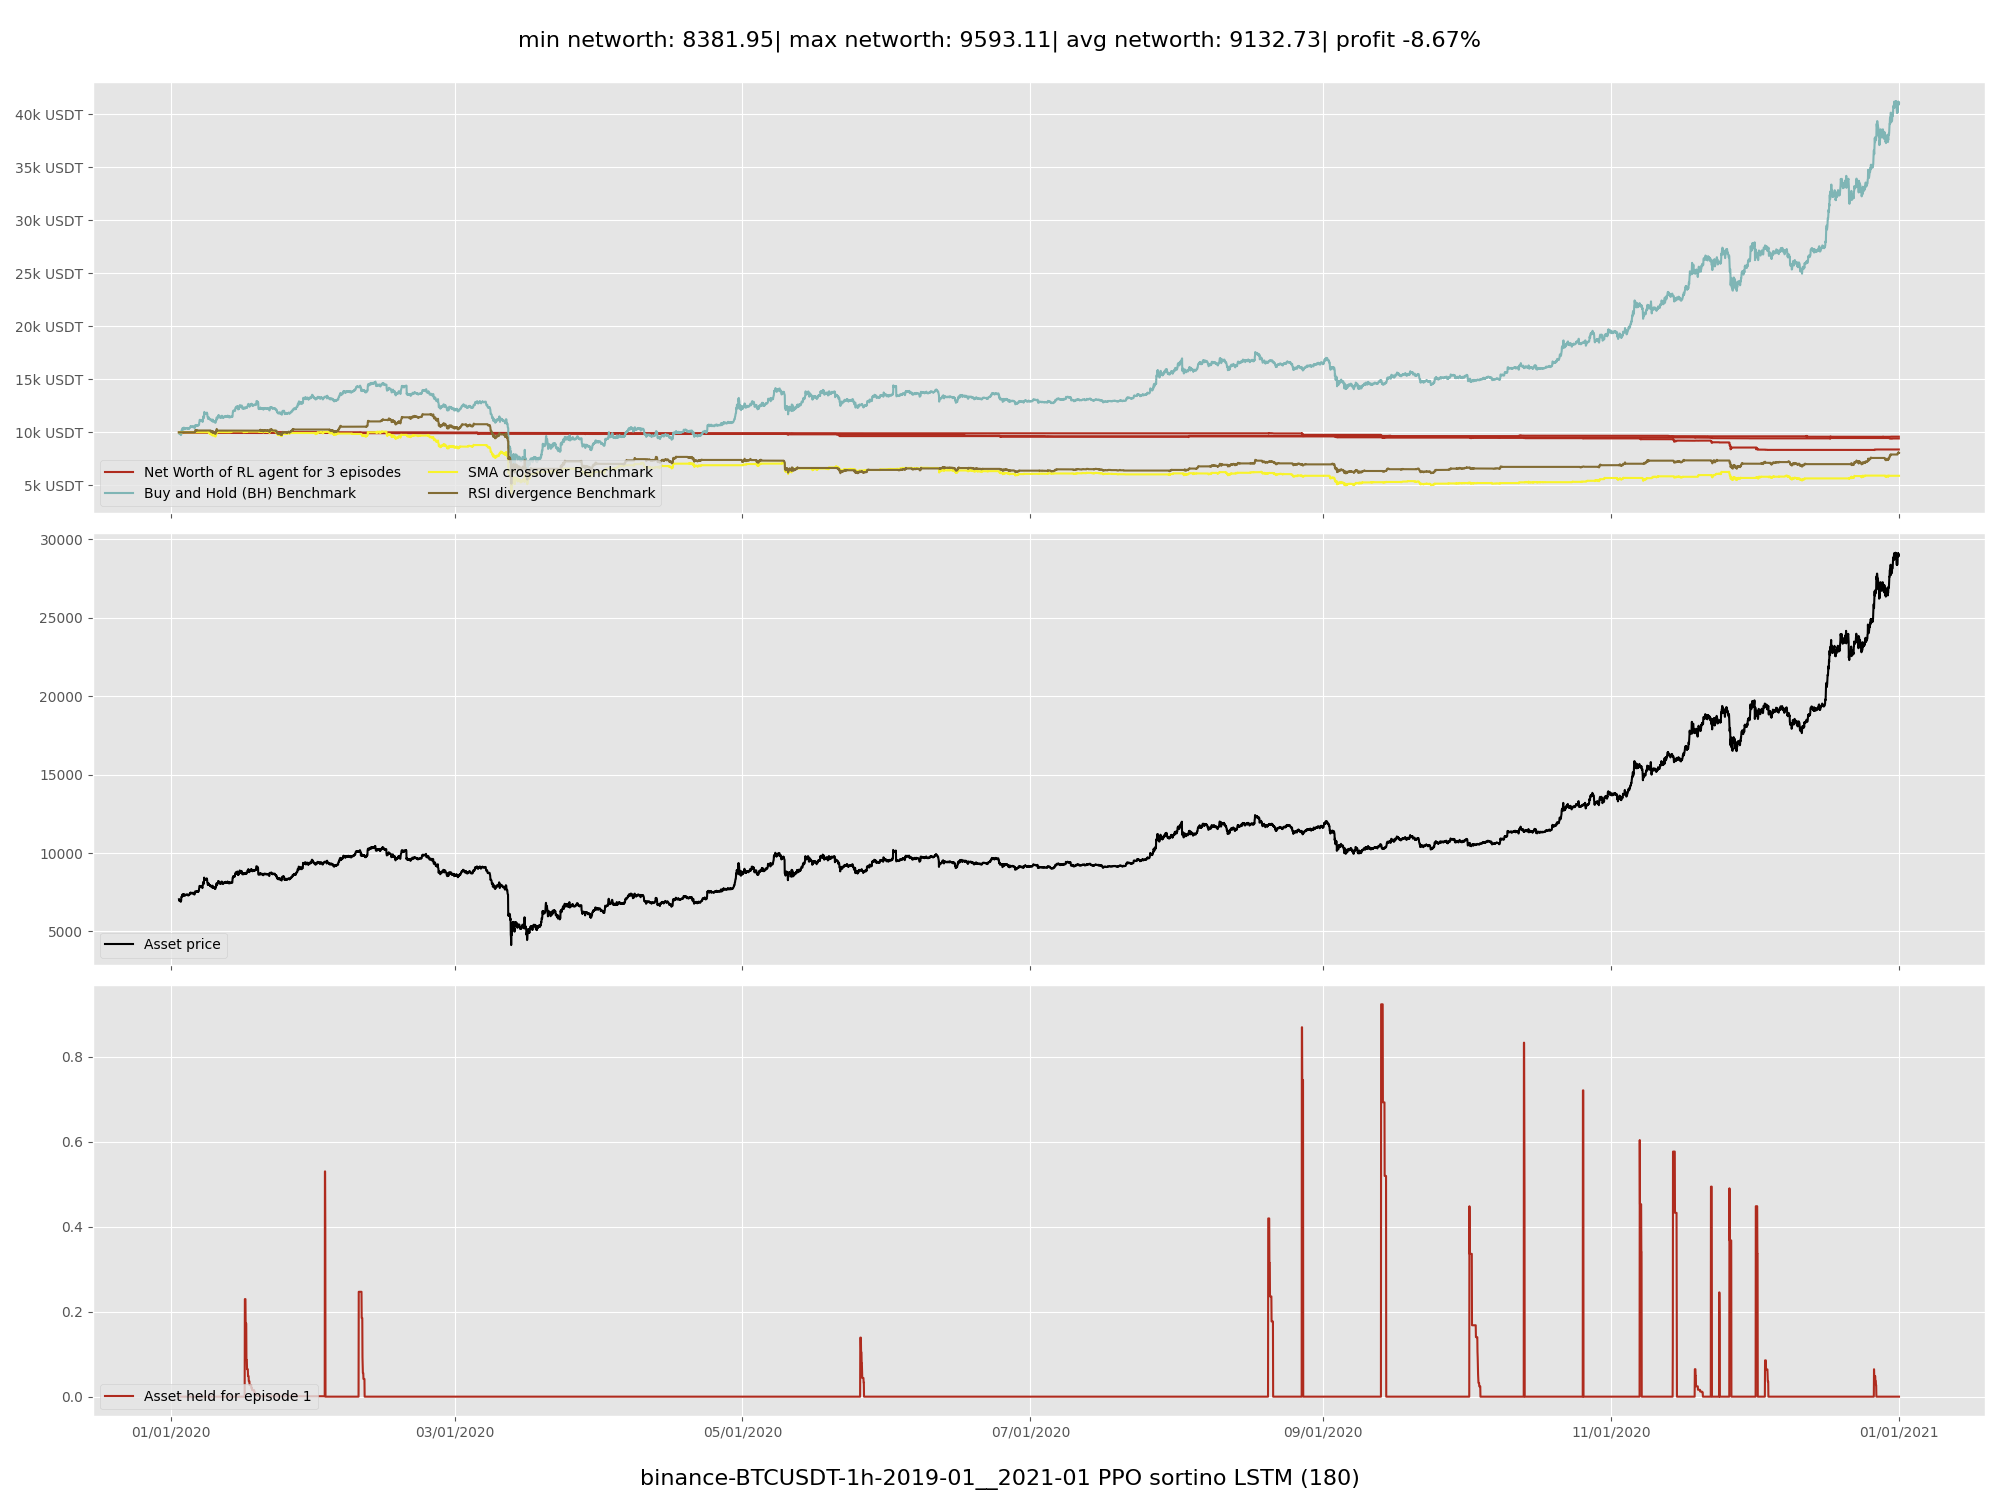 min networth: 8381.95| max networth: 9593.11| avg networth: 9132.73| profit -8.67%
40k USDT
35k USDT
30k USDT
25k USDT
20k USDT
15k USDT
10k USDT
5k USDT
Net Worth of RL agent for 3 episodes
Buy and Hold (BH) Benchmark
SMA crossover Benchmark
RSI divergence Benchmark
30000
25000
20000
15000
10000
5000
Asset price
0.8
0.6
0.4
0.2
0.0
Asset held for episode 1
01/01/2020
03/01/2020
05/01/2020
07/01/2020
09/01/2020
11/01/2020
01/01/2021
binance-BTCUSDT-1h-2019-01__2021-01 PPO sortino LSTM (180)